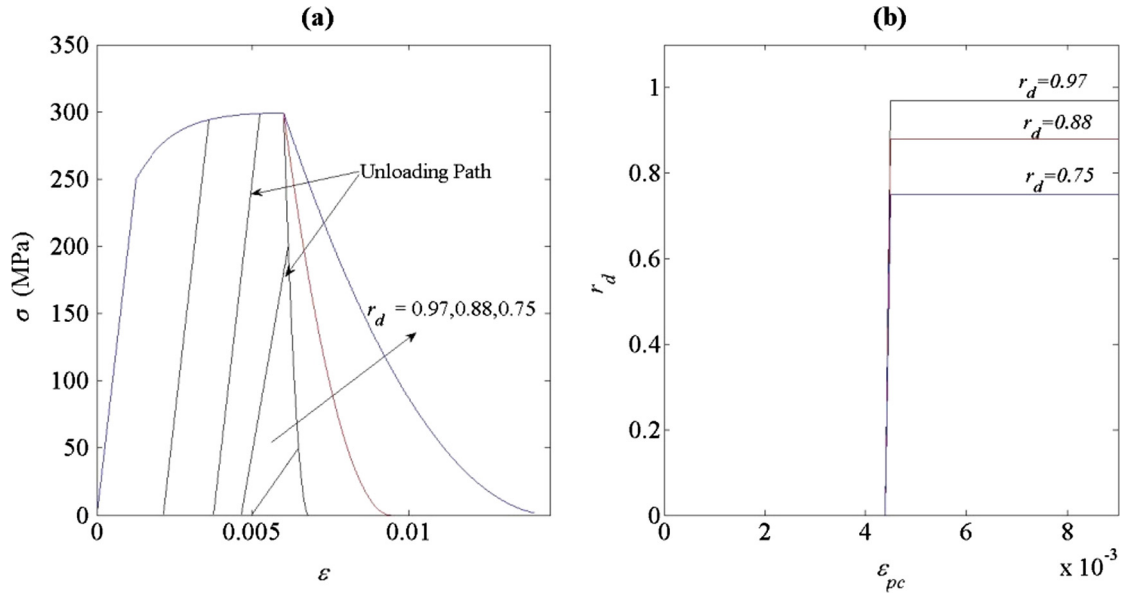 (a)
350
300
250
200
150
100
50
0
σ (MPa)
Unloading Path
r_d = 0.97,0.88,0.75
0
0.005
0.01
ε
(b)
1
0.8
0.6
0.4
0.2
0
r_d
r_d=0.97
r_d=0.88
r_d=0.75
0
2
4
6
8
x 10^-3
ε_pc